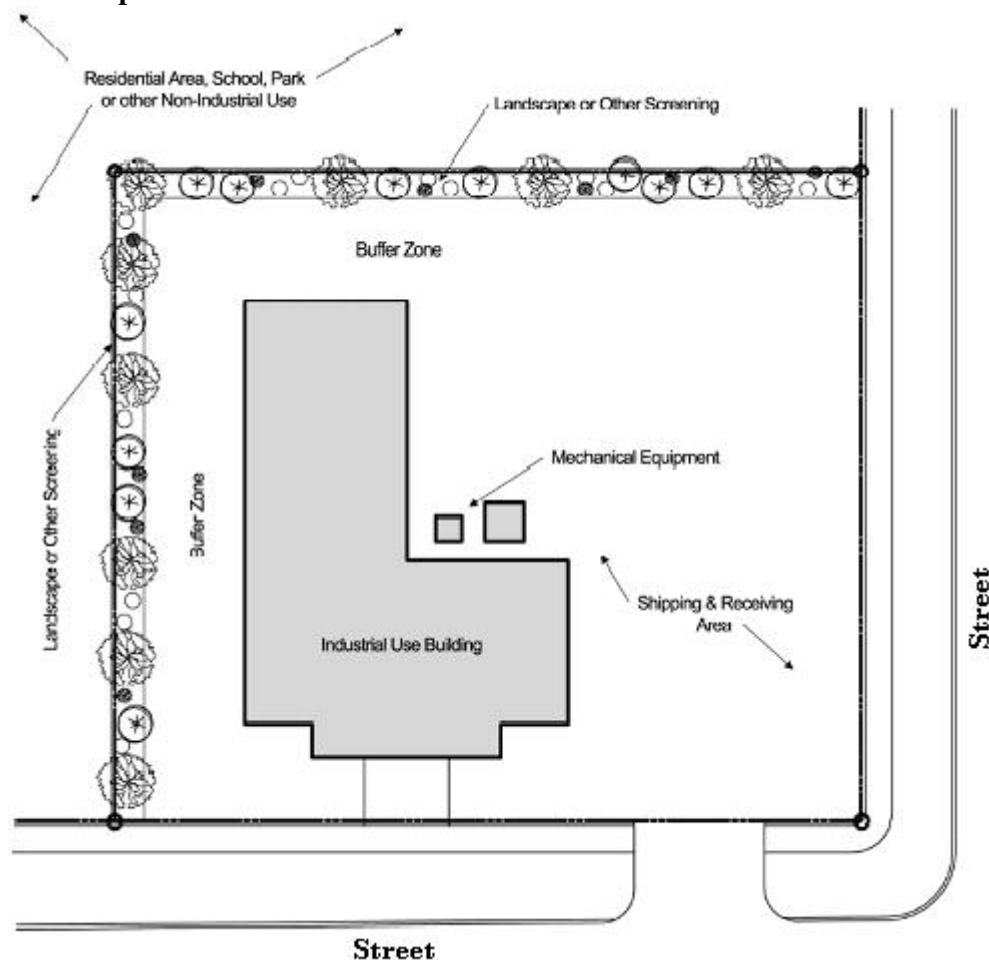 Residential Area, School, Park
or other Non-Industrial Use
Landscape or Other Screening
Buffer Zone
Landscape or Other Screening
Buffer Zone
Mechanical Equipment
Shipping & Receiving
Area
Industrial Use Building
Street
Street